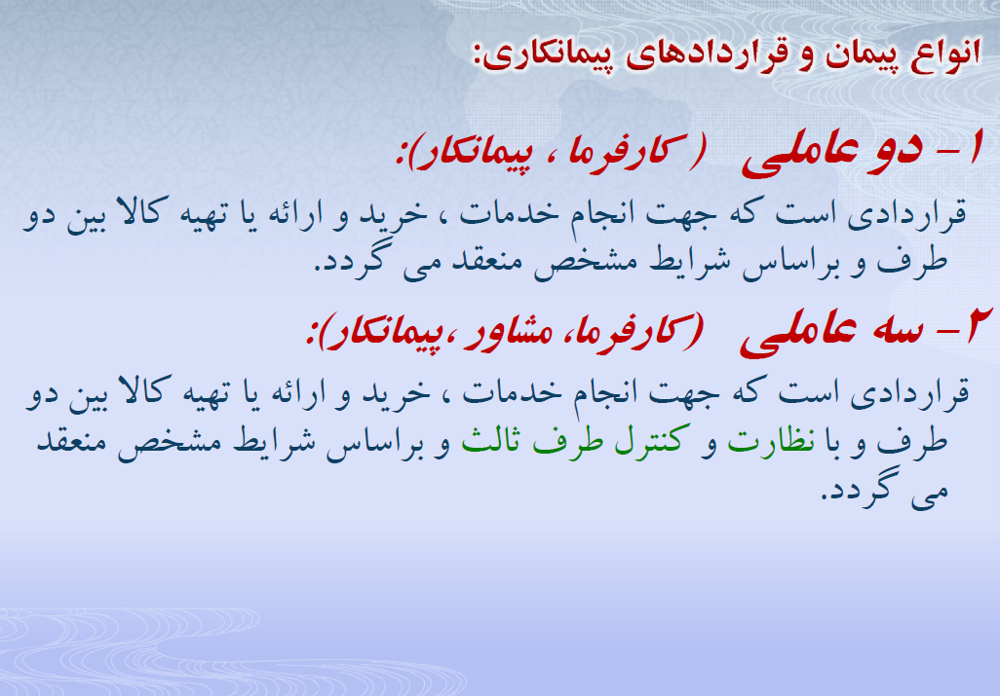 انواع پیمان و قراردادهای پیمانکاری:
۱- دو عاملی ( کارفرما ، پیمانکار):
قراردادی است که جهت انجام خدمات ، خرید و ارائه یا تهیه کالا بین دو
طرف و براساس شرایط مشخص منعقد می گردد.
۲- سه عاملی (کارفرما، مشاور ،پیمانکار):
قراردادی است که جهت انجام خدمات ، خرید و ارائه یا تهیه کالا بین دو
طرف و با نظارت و کنترل طرف ثالث و براساس شرایط مشخص منعقد
می گردد.